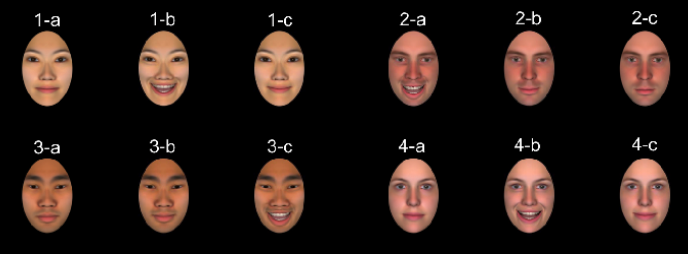 1-a 1-b 1-c 2-a 2-b 2-c
3-a 3-b 3-c 4-a 4-b 4-c